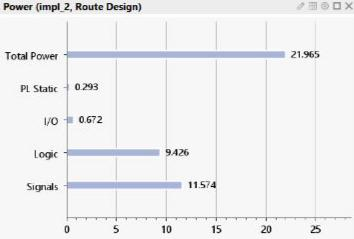 Power (impl_2, Route Design)
Total Power 21.965
PL Static 0.293
I/O 0.672
Logic 9.426
Signals 11.574
0 5 10 15 20 25